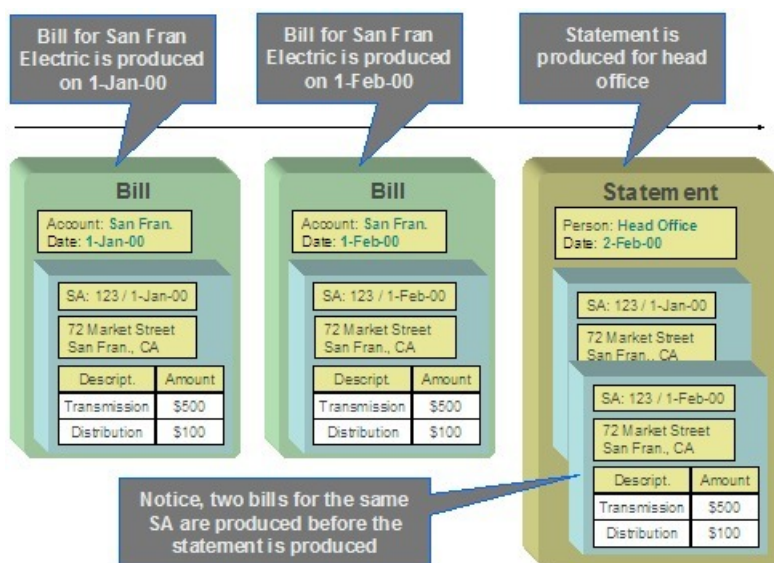 Bill for San Fran
Electric is produced
on 1-Jan-00
Bill for San Fran
Electric is produced
on 1-Feb-00
Statement is
produced for head
office
Bill
Account: San Fran.
Date: 1-Jan-00
SA: 123 / 1-Jan-00
72 Market Street
San Fran., CA
Descript. Amount
Transmission $500
Distribution $100
Bill
Account: San Fran.
Date: 1-Feb-00
SA: 123 / 1-Feb-00
72 Market Street
San Fran., CA
Descript. Amount
Transmission $500
Distribution $100
Statement
Person: Head Office
Date: 2-Feb-00
SA: 123 / 1-Jan-00
72 Market Street
San Fran., CA
SA: 123 / 1-Feb-00
72 Market Street
San Fran., CA
Descript. Amount
Transmission $500
Distribution $100
Notice, two bills for the same
SA are produced before the
statement is produced